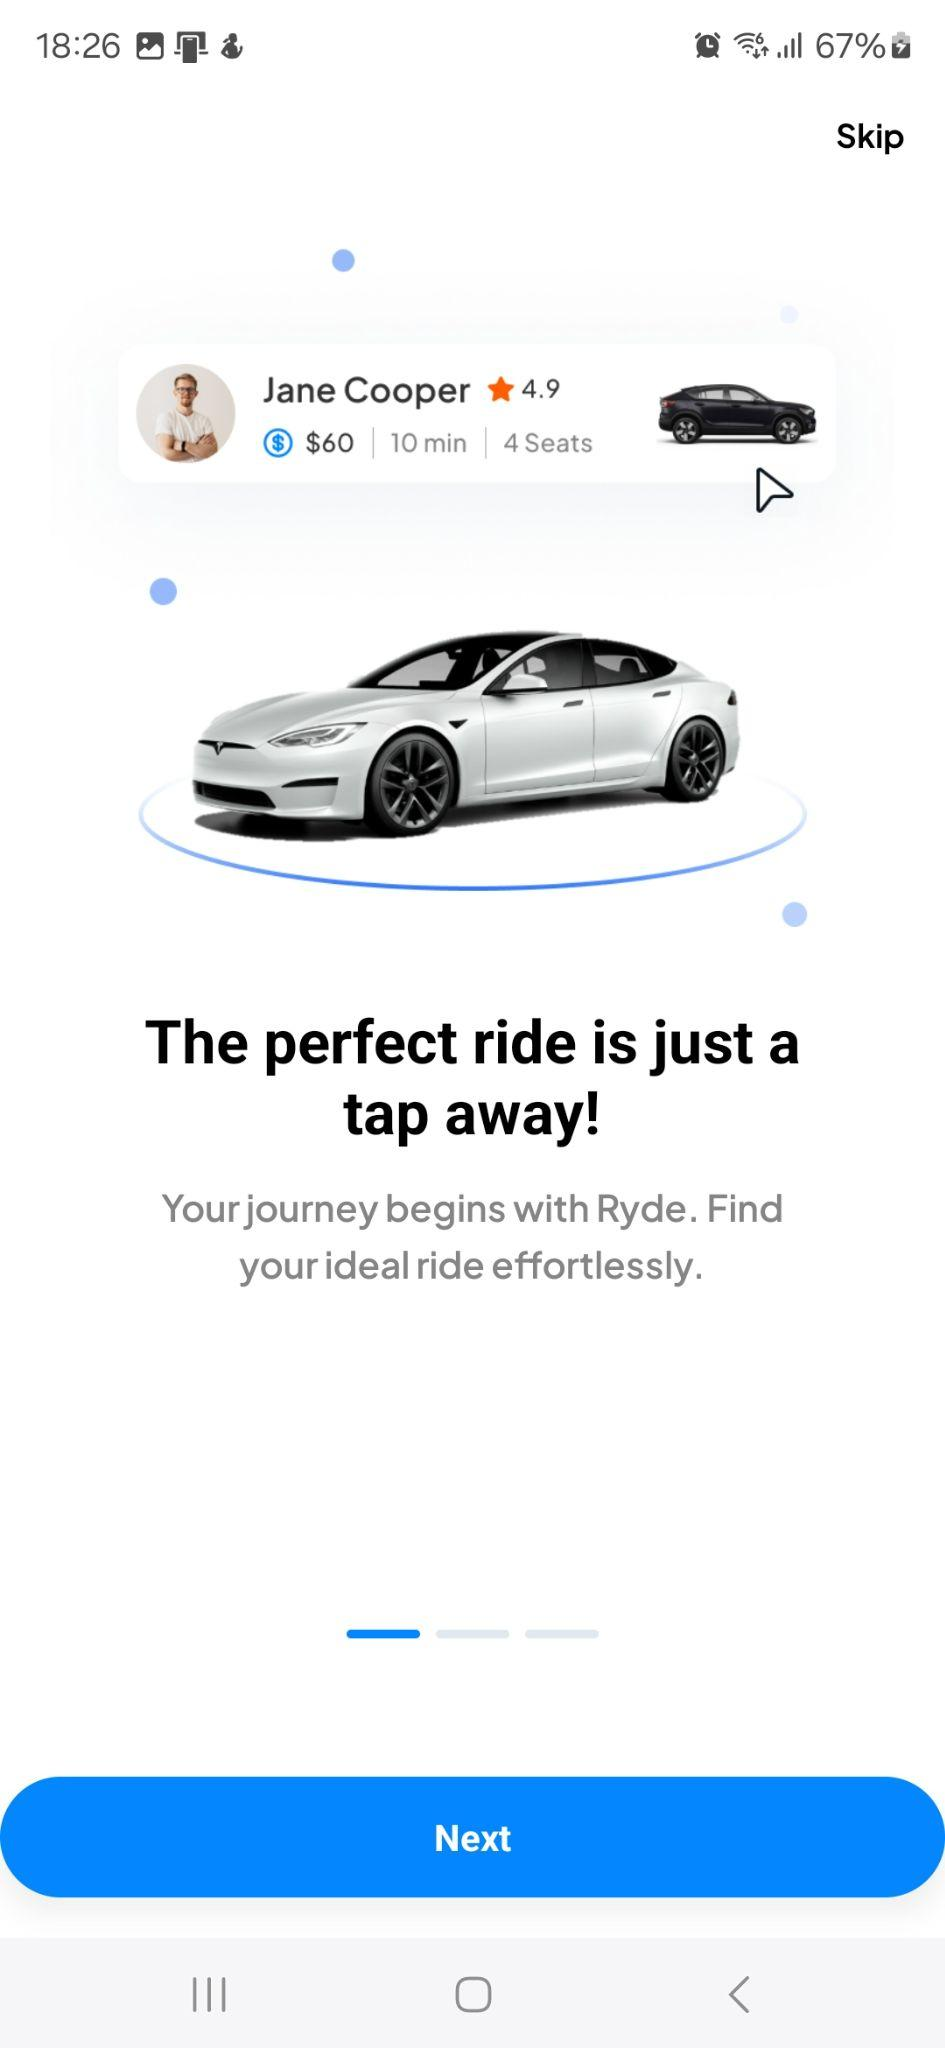 18:26
67%
Skip
Jane Cooper 4.9
$60 10 min 4 Seats
The perfect ride is just a
tap away!
Your journey begins with Ryde. Find
your ideal ride effortlessly.
Next